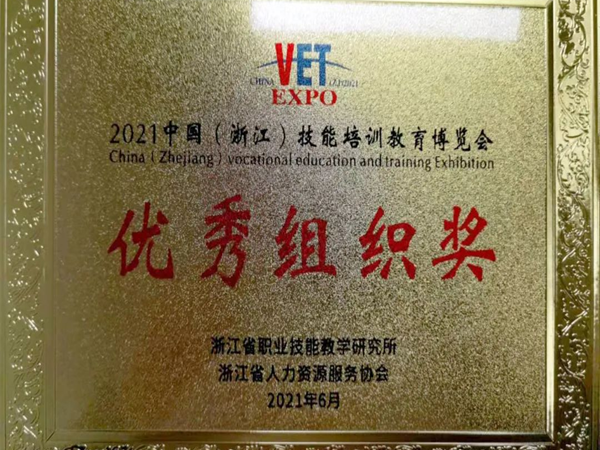 VET
CHINA (ZJ)2021
EXPO
2021中国（浙江）技能培训教育博览会
China（Zhejiang）vocational education and training Exhibition
优秀组织奖
浙江省职业技能教学研究所
浙江省人力资源服务协会
2021年6月